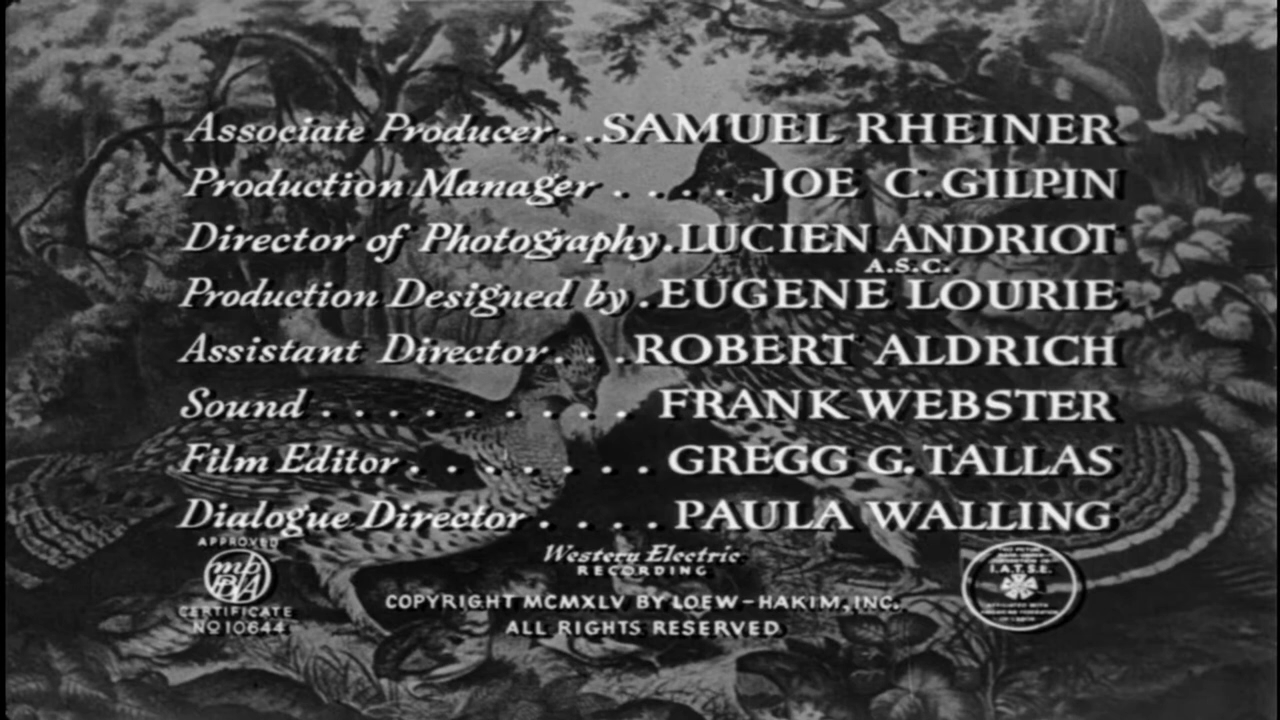 Associate Producer. .SAMUEL RHEINER
Production Manager . . . . JOE C. GILPIN
Director of Photography.LUCIEN ANDRIOT
A.S.C.
Production Designed by .EUGENE LOURIE
Assistant Director. . .ROBERT ALDRICH
Sound . . . . . . . . . . FRANK WEBSTER
Film Editor . . . . . . . GREGG G. TALLAS
Dialogue Director . . . . PAULA WALLING
APPROVED
MPPDA
CERTIFICATE
No 10644
Western Electric
RECORDING
COPYRIGHT MCMXLV BY LOEW-HAKIM, INC.
ALL RIGHTS RESERVED
I.A.T.S.E.